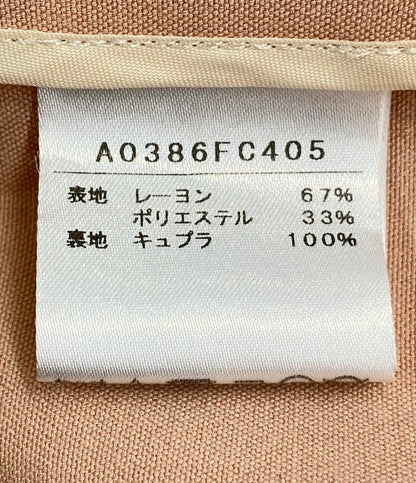 A0386FC405
表地 レーヨン 67%
ポリエステル 33%
裏地 キュプラ 100%